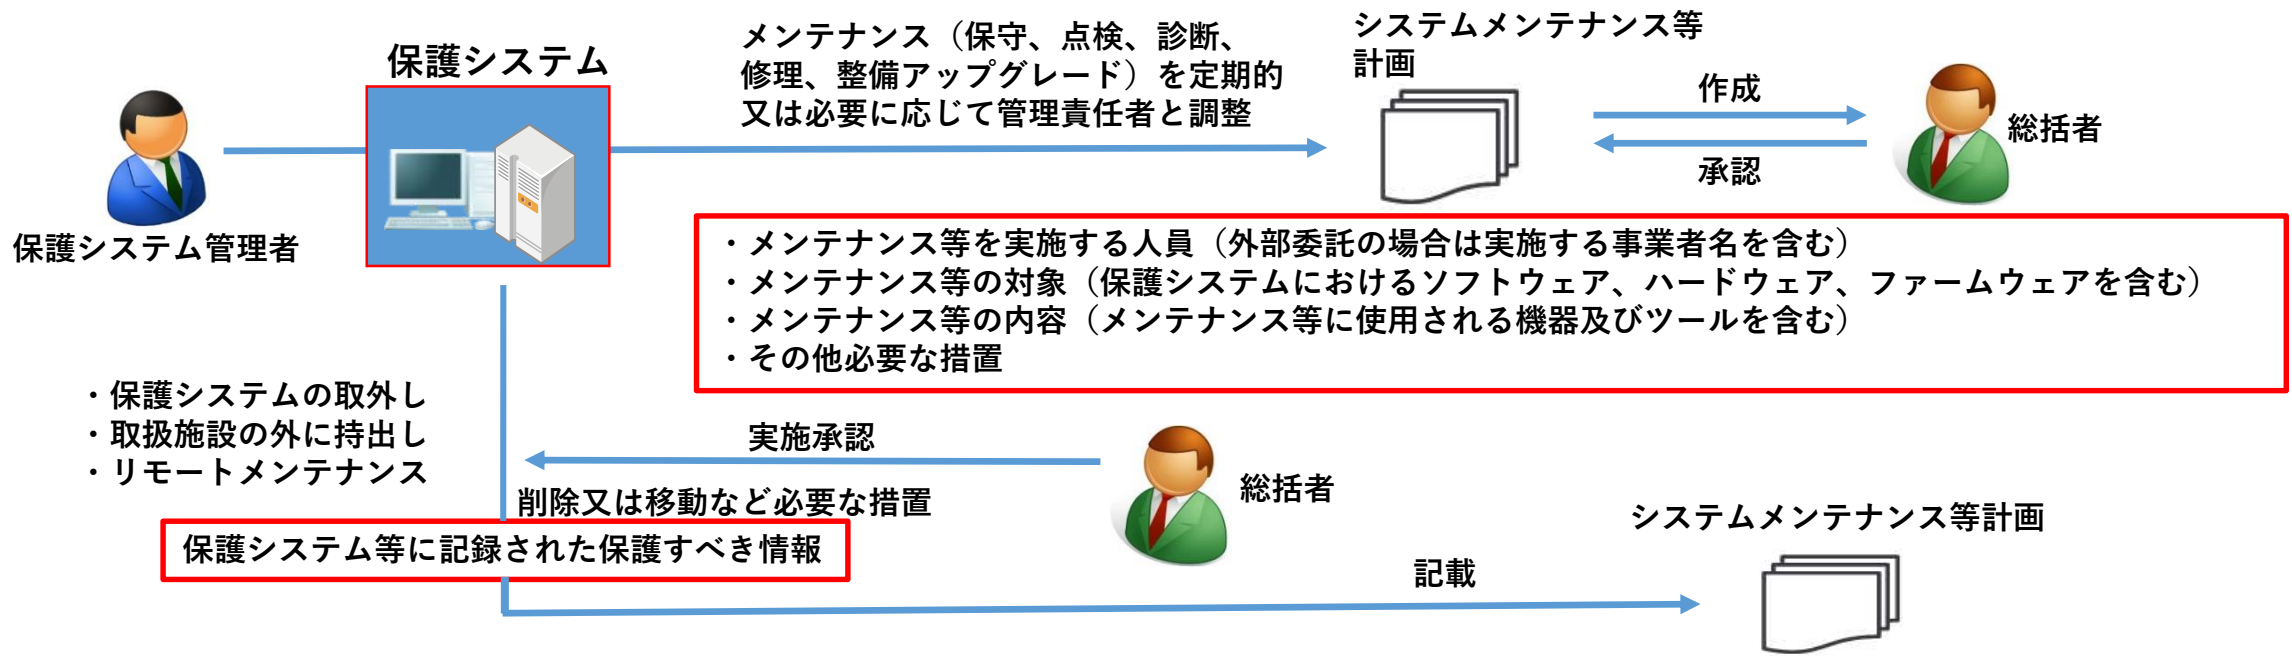 保護システム
メンテナンス（保守、点検、診断、
修理、整備アップグレード）を定期的
又は必要に応じて管理責任者と調整
システムメンテナンス等
計画
作成
承認
総括者
保護システム管理者
・メンテナンス等を実施する人員（外部委託の場合は実施する事業者名を含む）
・メンテナンス等の対象（保護システムにおけるソフトウェア、ハードウェア、ファームウェアを含む）
・メンテナンス等の内容（メンテナンス等に使用される機器及びツールを含む）
・その他必要な措置
・保護システムの取外し
・取扱施設の外に持出し
・リモートメンテナンス
実施承認
総括者
削除又は移動など必要な措置
保護システム等に記録された保護すべき情報
システムメンテナンス等計画
記載